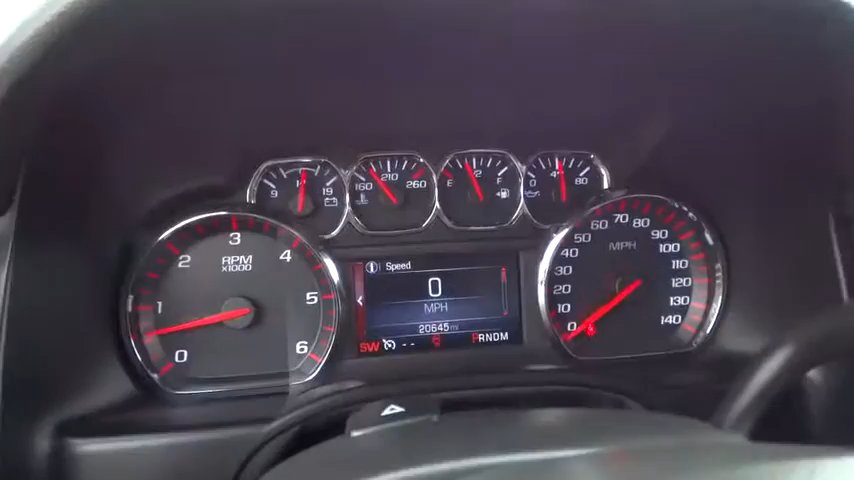 9 19
160 210 260
E F
0 80
0 1 2 3 4 5 6
RPM
x1000
Speed
0
MPH
20645 mi
SW -- 6 PRNDM
0 10 20 30 40 50 60 70 80 90 100 110 120 130 140
MPH